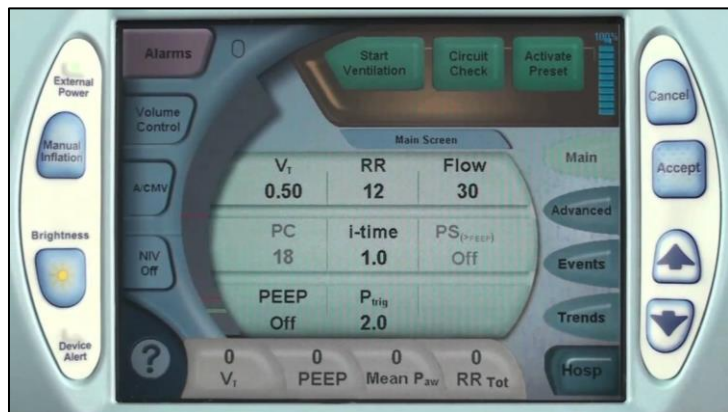 External
Power
Manual
Inflation
Brightness
Device
Alert
Alarms
0
Volume
Control
A/CMV
NIV
Off
?
Start
Ventilation
Circuit
Check
Activate
Preset
100%
Main Screen
VT RR Flow
0.50 12 30
PC i-time PS(>PEEP)
18 1.0 Off
PEEP Ptrig
Off 2.0
0 0 0 0
VT PEEP Mean Paw RR Tot
Main
Advanced
Events
Trends
Hosp
Cancel
Accept